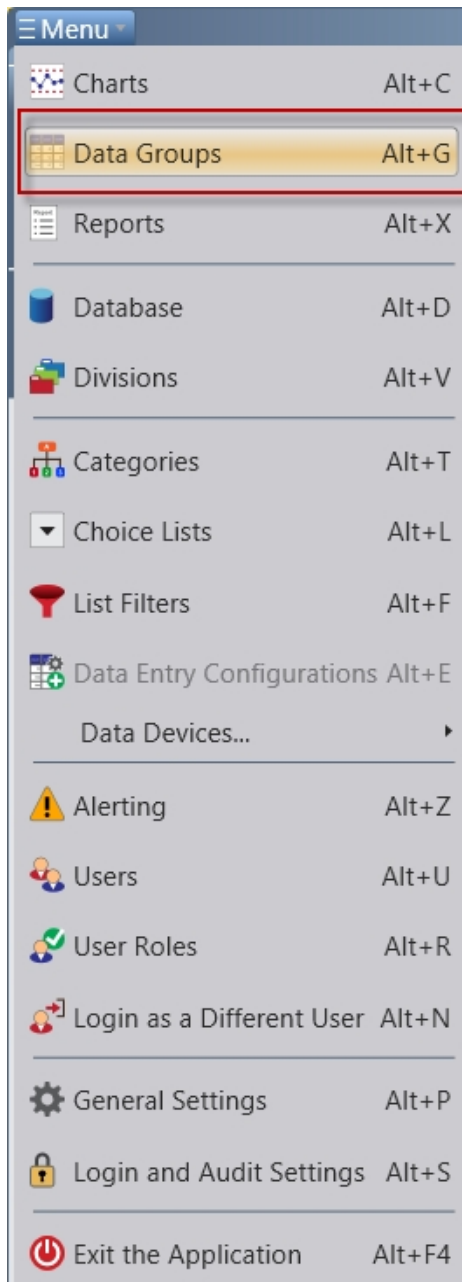 Menu
Charts Alt+C
Data Groups Alt+G
Reports Alt+X
Database Alt+D
Divisions Alt+V
Categories Alt+T
Choice Lists Alt+L
List Filters Alt+F
Data Entry Configurations Alt+E
Data Devices...
Alerting Alt+Z
Users Alt+U
User Roles Alt+R
Login as a Different User Alt+N
General Settings Alt+P
Login and Audit Settings Alt+S
Exit the Application Alt+F4